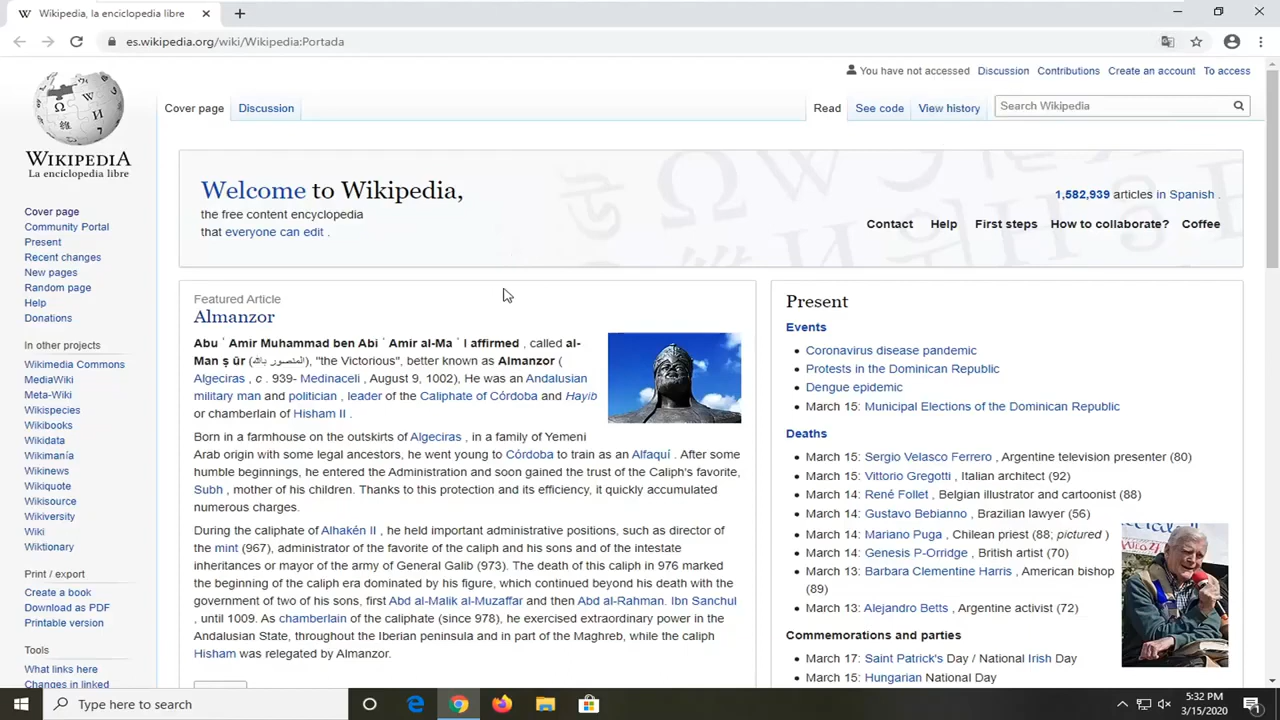 Wikipedia, la enciclopedia libre
es.wikipedia.org/wiki/Wikipedia:Portada
You have not accessed Discussion Contributions Create an account To access
Cover page Discussion Read See code View history Search Wikipedia
WIKIPEDIA
La enciclopedia libre
Cover page
Community Portal
Present
Recent changes
New pages
Random page
Help
Donations
In other projects
Wikimedia Commons
MediaWiki
Meta-Wiki
Wikispecies
Wikibooks
Wikidata
Wikimanía
Wikinews
Wikiquote
Wikisource
Wikiversity
Wiki
Wiktionary
Print / export
Create a book
Download as PDF
Printable version
Tools
What links here
Changes in linked
Welcome to Wikipedia,
the free content encyclopedia
that everyone can edit .
1,582,939 articles in Spanish .
Contact Help First steps How to collaborate? Coffee
Featured Article
Almanzor
Abu ʿ Amir Muhammad ben Abi ʿ Amir al-Ma ʿ I affirmed , called al-
Man ṣ ûr (المنصور بالله), "the Victorious", better known as Almanzor (
Algeciras , c . 939- Medinaceli , August 9, 1002), He was an Andalusian
military man and politician , leader of the Caliphate of Córdoba and Hayib
or chamberlain of Hisham II .
Born in a farmhouse on the outskirts of Algeciras , in a family of Yemeni
Arab origin with some legal ancestors, he went young to Córdoba to train as an Alfaquí . After some
humble beginnings, he entered the Administration and soon gained the trust of the Caliph's favorite,
Subh , mother of his children. Thanks to this protection and its efficiency, it quickly accumulated
numerous charges.
During the caliphate of Alhakén II , he held important administrative positions, such as director of
the mint (967), administrator of the favorite of the caliph and his sons and of the intestate
inheritances or mayor of the army of General Galib (973). The death of this caliph in 976 marked
the beginning of the caliph era dominated by his figure, which continued beyond his death with the
government of two of his sons, first Abd al-Malik al-Muzaffar and then Abd al-Rahman. Ibn Sanchul
, until 1009. As chamberlain of the caliphate (since 978), he exercised extraordinary power in the
Andalusian State, throughout the Iberian peninsula and in part of the Maghreb, while the caliph
Hisham was relegated by Almanzor.
Present
Events
Coronavirus disease pandemic
Protests in the Dominican Republic
Dengue epidemic
March 15: Municipal Elections of the Dominican Republic
Deaths
March 15: Sergio Velasco Ferrero , Argentine television presenter (80)
March 15: Vittorio Gregotti , Italian architect (92)
March 14: René Follet , Belgian illustrator and cartoonist (88)
March 14: Gustavo Bebianno , Brazilian lawyer (56)
March 14: Mariano Puga , Chilean priest (88; pictured )
March 14: Genesis P-Orridge , British artist (70)
March 13: Barbara Clementine Harris , American bishop
(89)
March 13: Alejandro Betts , Argentine activist (72)
Commemorations and parties
March 17: Saint Patrick's Day / National Irish Day
March 15: Hungarian National Day
Type here to search
5:32 PM
3/15/2020
1